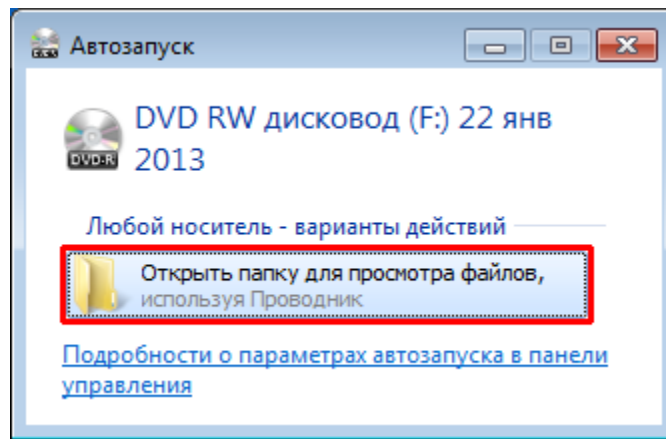 Автозапуск
DVD RW дисковод (F:) 22 янв
2013
DVD-R
Любой носитель - варианты действий
Открыть папку для просмотра файлов,
используя Проводник
Подробности о параметрах автозапуска в панели
управления